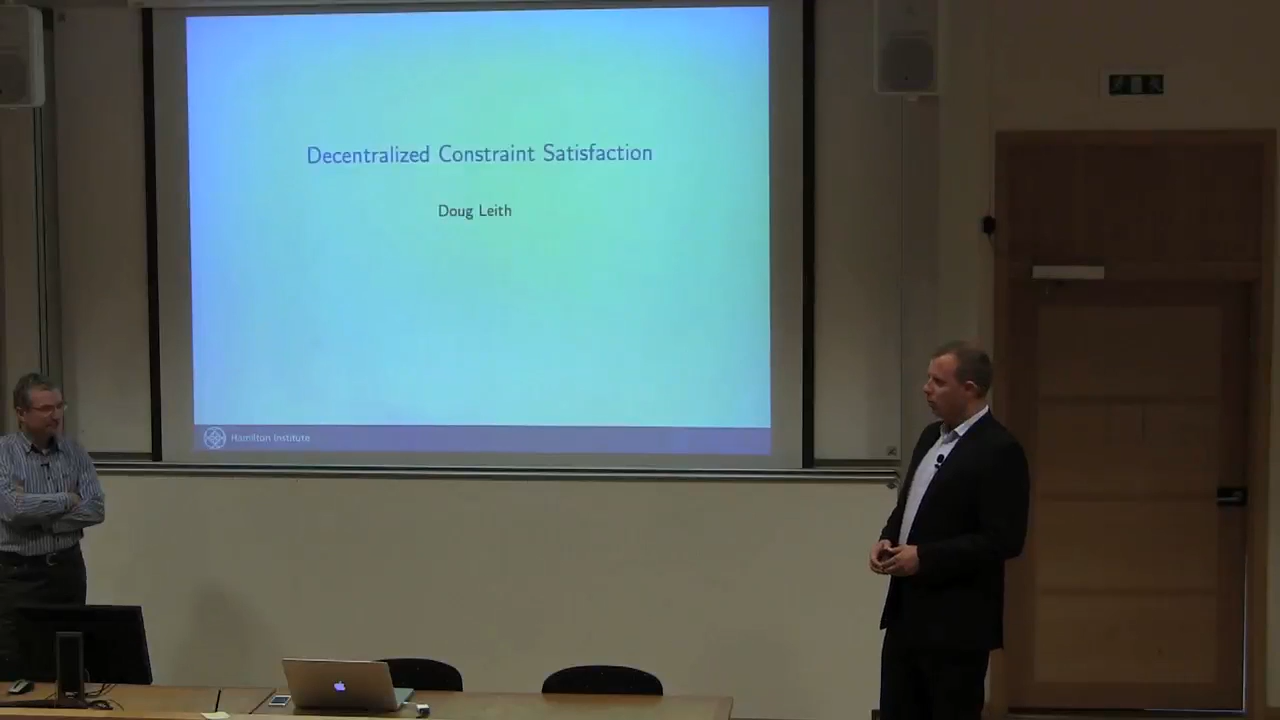 Decentralized Constraint Satisfaction
Doug Leith
Hamilton Institute